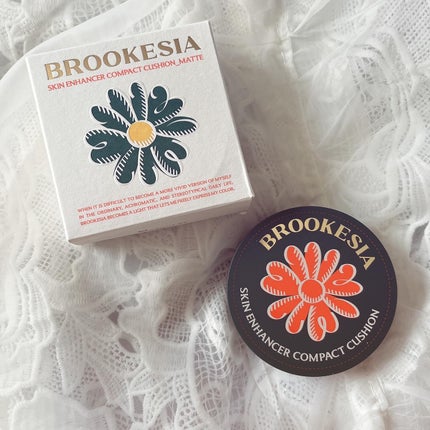 BROOKESIA
SKIN ENHANCER COMPACT CUSHION_MATTE
WHEN IT IS DIFFICULT TO BECOME A MORE VIVID VERSION OF MYSELF
IN THE ORDINARY, ACHROMATIC, AND STEREOTYPICAL DAILY LIFE,
BROOKESIA BECOMES A LIGHT THAT LETS ME FREELY EXPRESS MY COLOR.
BROOKESIA
SKIN ENHANCER COMPACT CUSHION